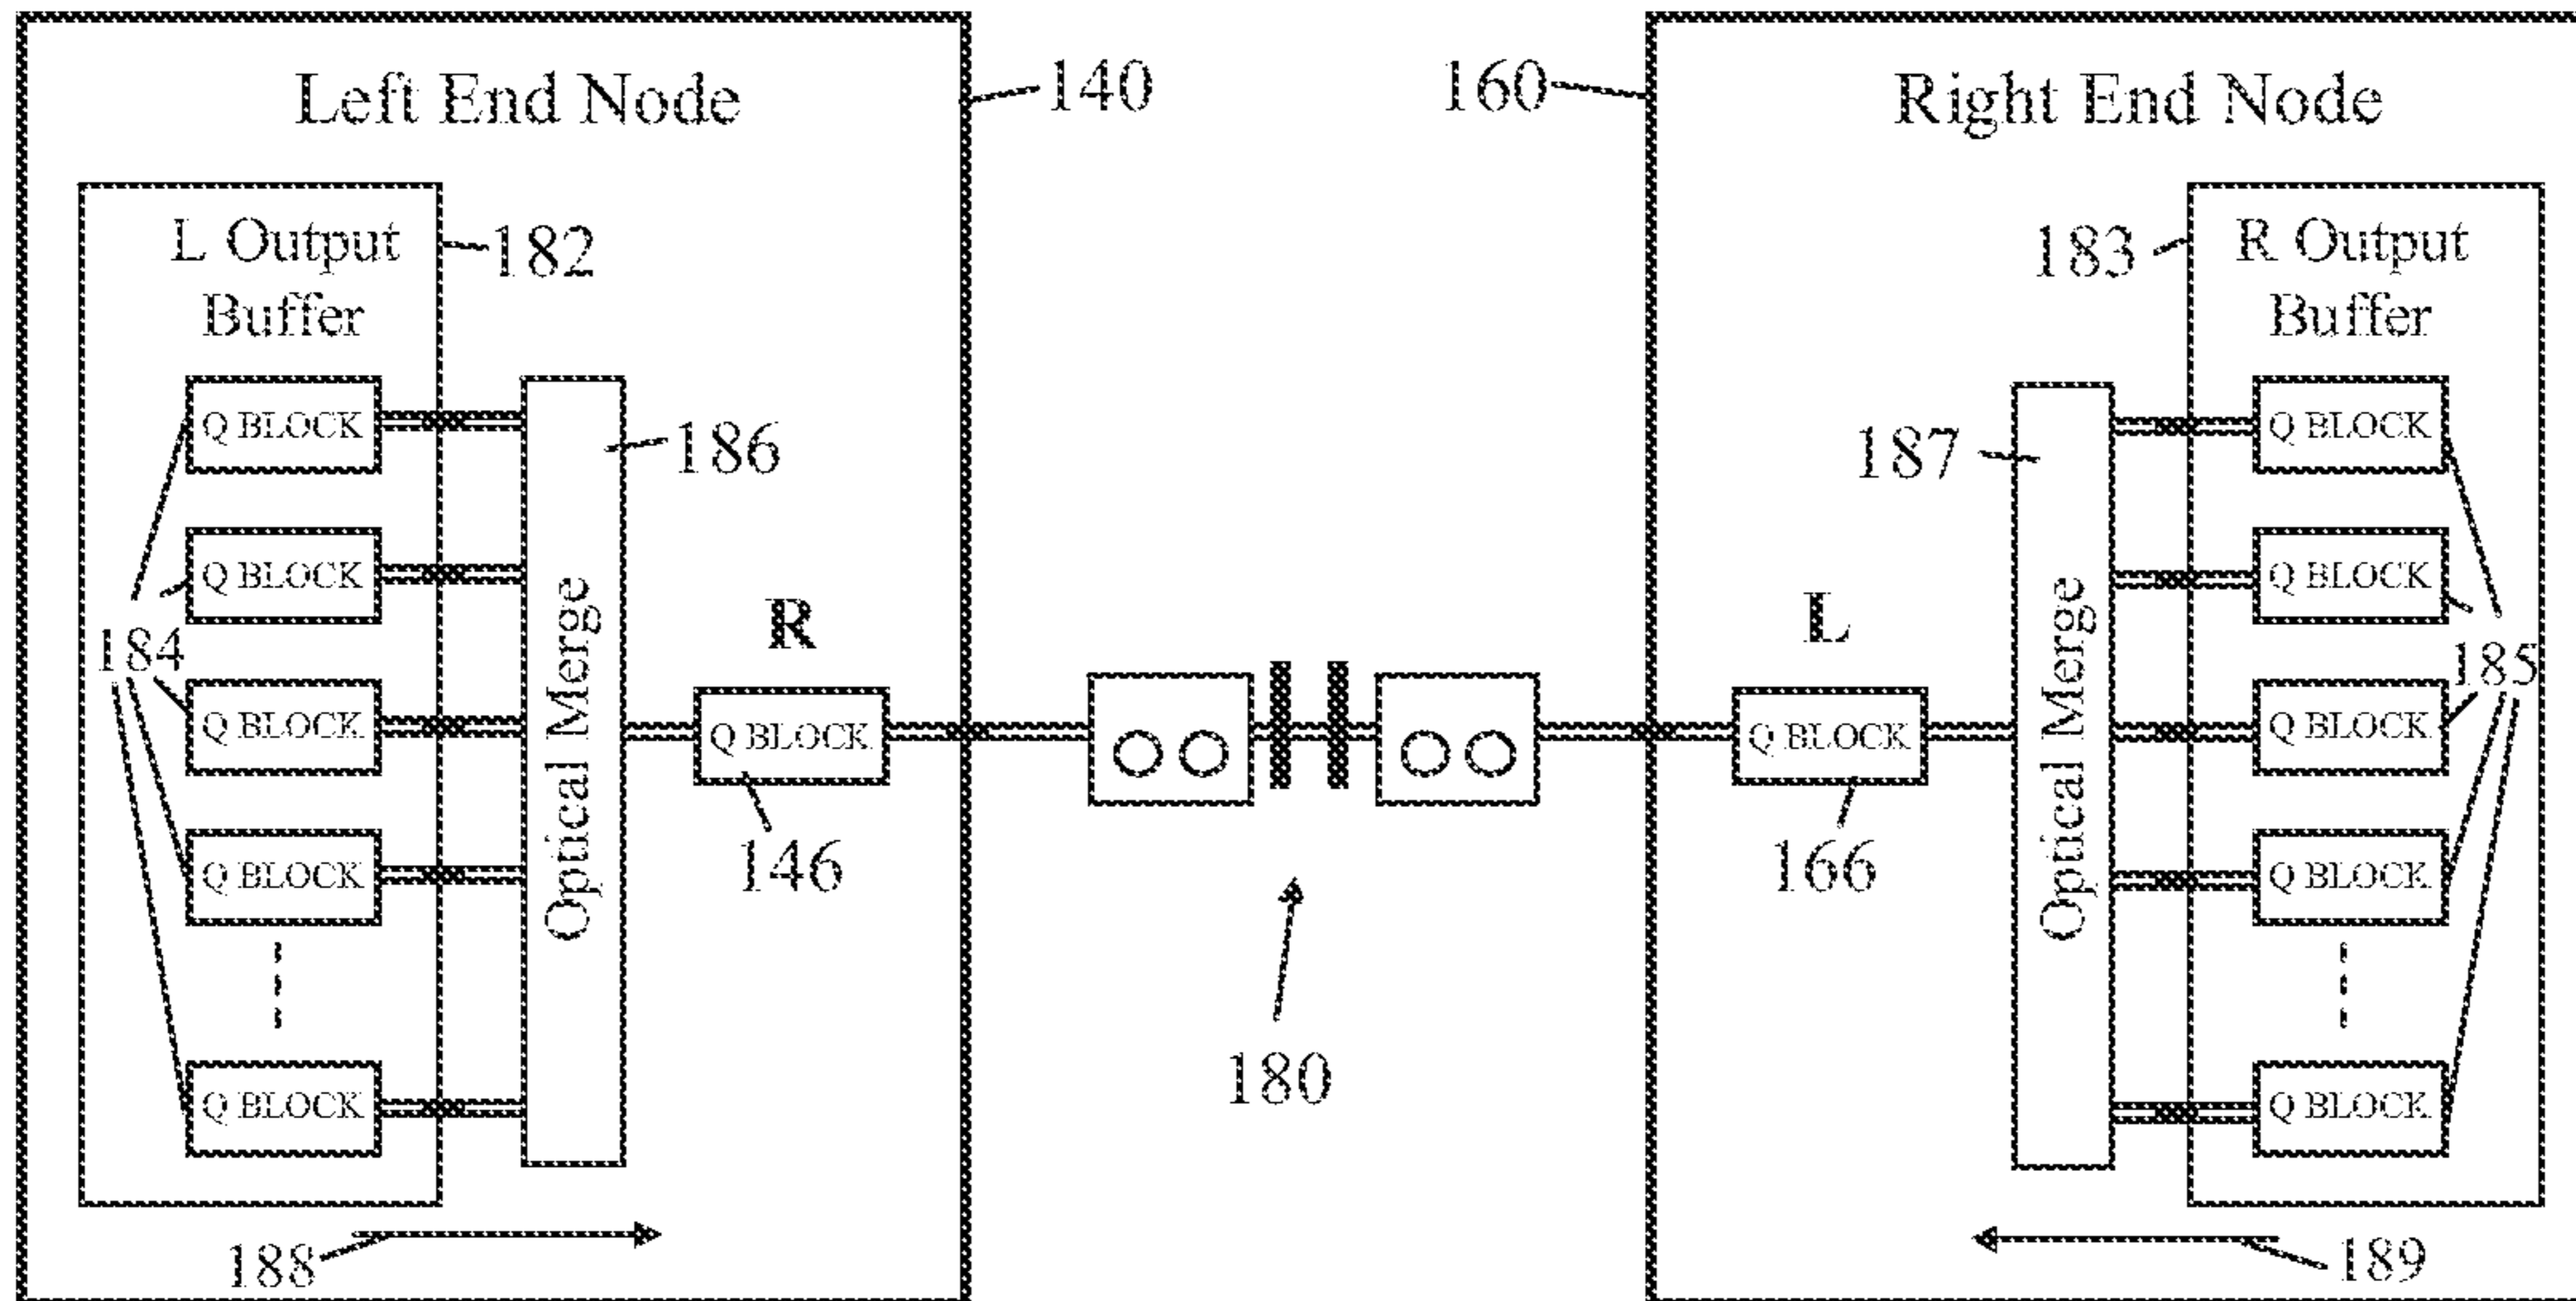 Left End Node
140
160
Right End Node
L Output
Buffer
182
183
R Output
Buffer
Q BLOCK
Q BLOCK
Q BLOCK
Q BLOCK
Q BLOCK
184
Optical Merge
186
R
Q BLOCK
146
180
L
Q BLOCK
166
187
Optical Merge
Q BLOCK
Q BLOCK
Q BLOCK
Q BLOCK
Q BLOCK
185
188
189